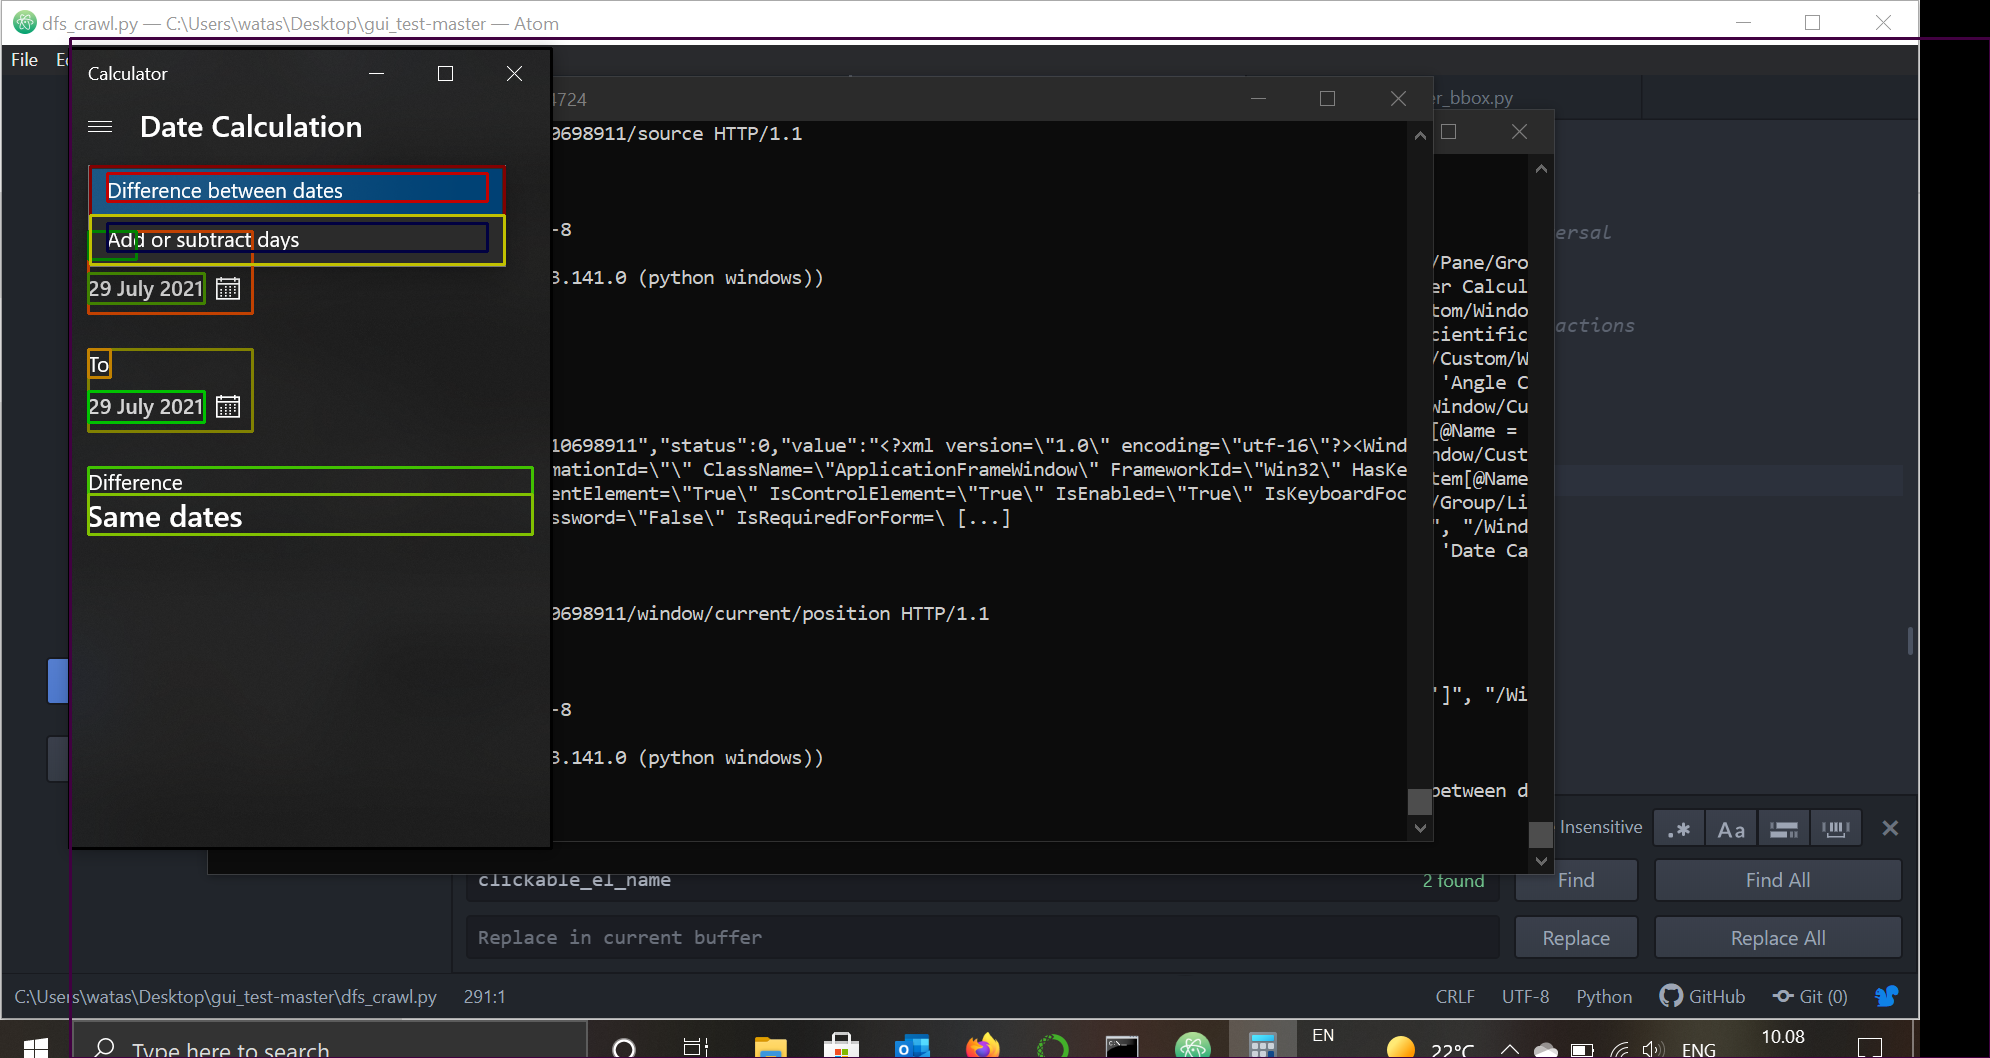 dfs_crawl.py — C:\Users\watas\Desktop\gui_test-master — Atom
File
Calculator
Date Calculation
Difference between dates
Add or subtract days
29 July 2021
To
29 July 2021
Difference
Same dates
4724
0698911/source HTTP/1.1
-8
3.141.0 (python windows))
10698911","status":0,"value":"<?xml version=\"1.0\" encoding=\"utf-16\"?><Wind
mationId=\"\" ClassName=\"ApplicationFrameWindow\" FrameworkId=\"Win32\" HasKe
entElement=\"True\" IsControlElement=\"True\" IsEnabled=\"True\" IsKeyboardFoc
ssword=\"False\" IsRequiredForForm=\ [...]
0698911/window/current/position HTTP/1.1
-8
3.141.0 (python windows))
er_bbox.py
/Pane/Gro
er Calcul
tom/Windo
cientific
/Custom/W
'Angle C
Window/Cu
[@Name =
ndow/Cust
tem[@Name
/Group/Li
", "/Wind
'Date Ca
']", "/Wi
between d
ersal
actions
Insensitive
.*
Aa
clickable_el_name
2 found
Find
Find All
Replace in current buffer
Replace
Replace All
C:\Users\watas\Desktop\gui_test-master\dfs_crawl.py 291:1
CRLF UTF-8 Python GitHub Git (0)
Type here to search
EN
22°C
ENG
10.08